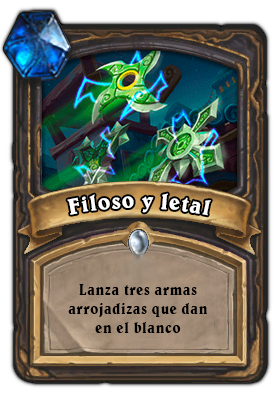 Filoso y letal
Lanza tres armas
arrojadizas que dan
en el blanco